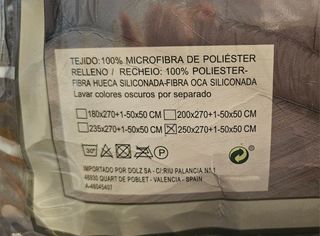 TEJIDO: 100% MICROFIBRA DE POLIÉSTER
RELLENO / RECHEIO: 100% POLIESTER-
FIBRA HUECA SILICONADA-FIBRA OCA SILICONADA
Lavar colores oscuros por separado
180x270+1-50x50 CM 200x270+1-50x50 CM
235x270+1-50x50 CM 250x270+1-50x50 CM
30° P
IMPORTADO POR DOLZ SA - C/:RIU PALANCIA Nº 1
46930 QUART DE POBLET - VALENCIA - SPAIN
A-46045407